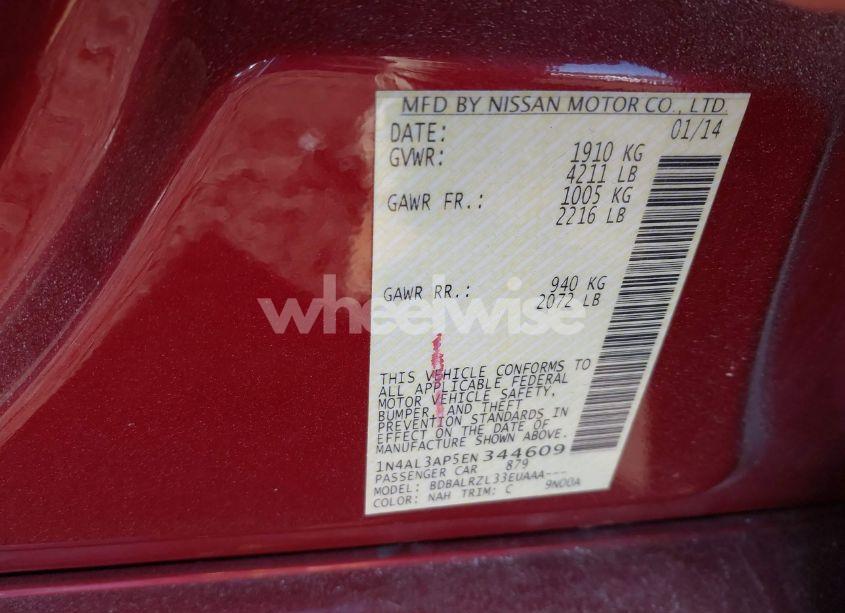 MFD BY NISSAN MOTOR CO., LTD.
DATE: 01/14
GVWR: 1910 KG
4211 LB
GAWR FR.: 1005 KG
2216 LB
GAWR RR.: 940 KG
2072 LB
wheelwise
THIS VEHICLE CONFORMS TO
ALL APPLICABLE FEDERAL
MOTOR VEHICLE SAFETY,
BUMPER, AND THEFT
PREVENTION STANDARDS IN
EFFECT ON THE DATE OF
MANUFACTURE SHOWN ABOVE.
1N4AL3AP5EN344609
PASSENGER CAR 879
MODEL: BDBALRZL33EUAAA---
COLOR: NAH TRIM: C 9N00A